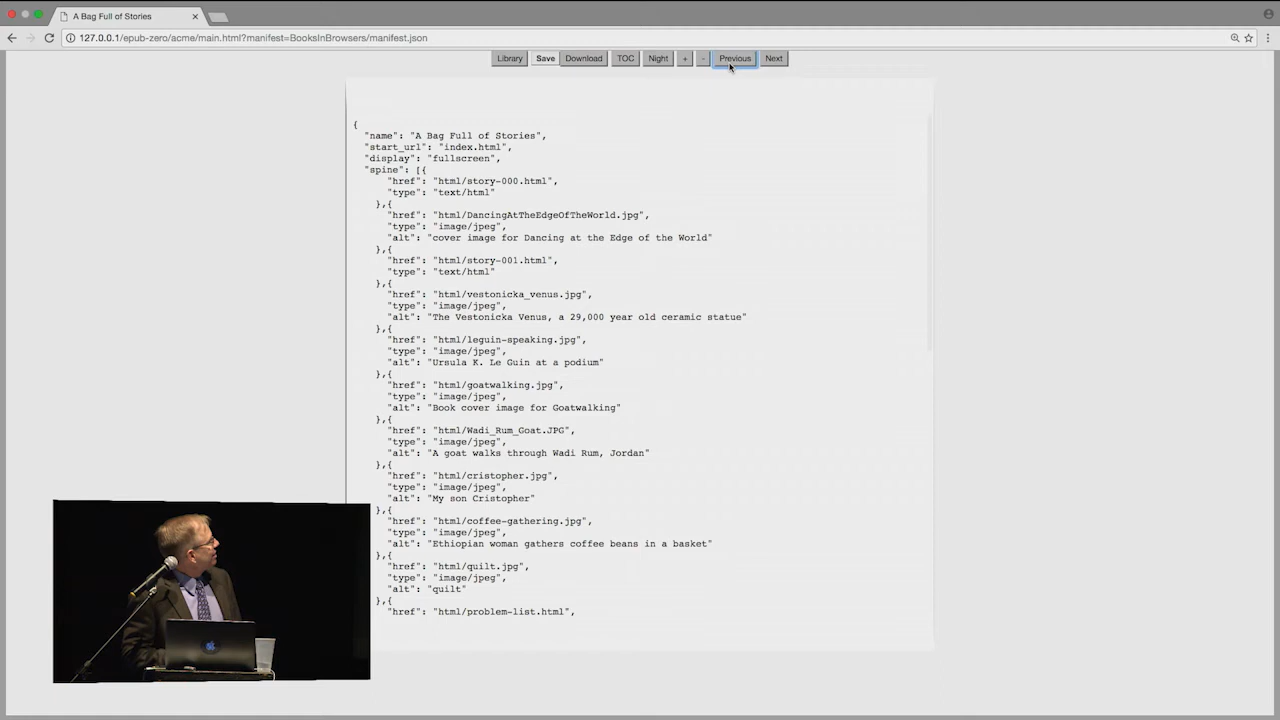 A Bag Full of Stories
127.0.0.1/epub-zero/acme/main.html?manifest=BooksInBrowsers/manifest.json
Library Save Download TOC Night + - Previous Next
{
"name": "A Bag Full of Stories",
"start_url": "index.html",
"display": "fullscreen",
"spine": [{
"href": "html/story-000.html",
"type": "text/html"
},{
"href": "html/DancingAtTheEdgeOfTheWorld.jpg",
"type": "image/jpeg",
"alt": "cover image for Dancing at the Edge of the World"
},{
"href": "html/story-001.html",
"type": "text/html"
},{
"href": "html/vestonicka_venus.jpg",
"type": "image/jpeg",
"alt": "The Vestonicka Venus, a 29,000 year old ceramic statue"
},{
"href": "html/leguin-speaking.jpg",
"type": "image/jpeg",
"alt": "Ursula K. Le Guin at a podium"
},{
"href": "html/goatwalking.jpg",
"type": "image/jpeg",
"alt": "Book cover image for Goatwalking"
},{
"href": "html/Wadi_Rum_Goat.JPG",
"type": "image/jpeg",
"alt": "A goat walks through Wadi Rum, Jordan"
},{
"href": "html/cristopher.jpg",
"type": "image/jpeg",
"alt": "My son Cristopher"
},{
"href": "html/coffee-gathering.jpg",
"type": "image/jpeg",
"alt": "Ethiopian woman gathers coffee beans in a basket"
},{
"href": "html/quilt.jpg",
"type": "image/jpeg",
"alt": "quilt"
},{
"href": "html/problem-list.html",